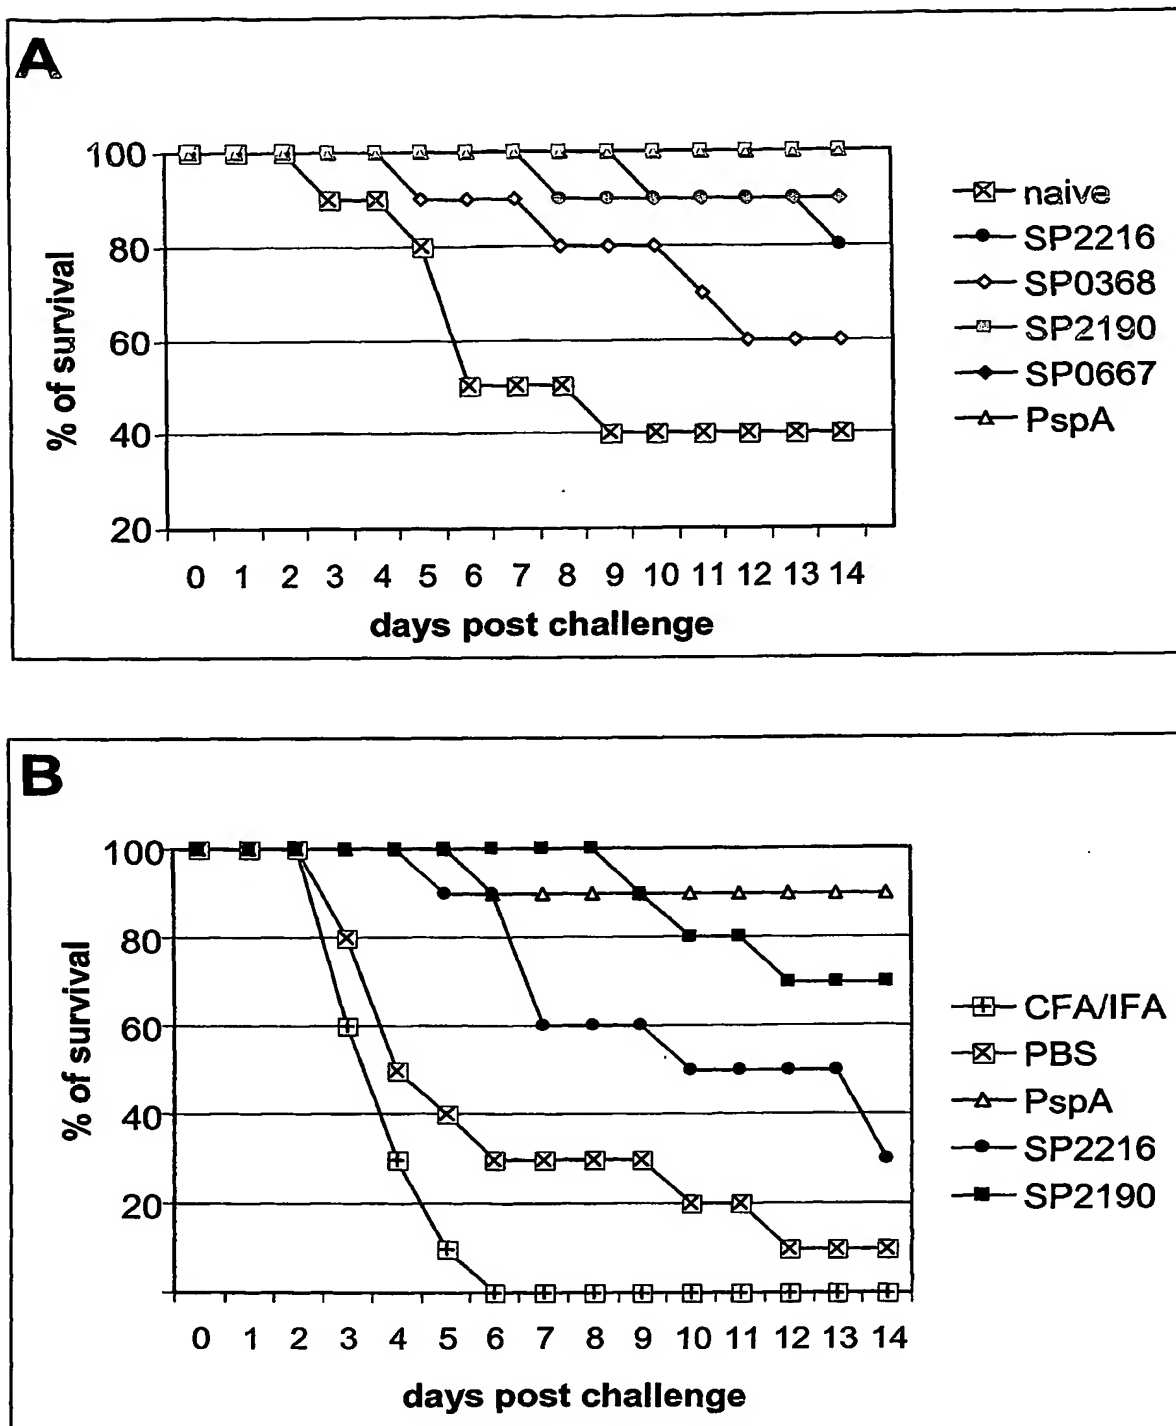 A
100
80
60
40
20
% of survival
0 1 2 3 4 5 6 7 8 9 10 11 12 13 14
days post challenge
naive
SP2216
SP0368
SP2190
SP0667
PspA
B
100
80
60
40
20
% of survival
0 1 2 3 4 5 6 7 8 9 10 11 12 13 14
days post challenge
CFA/IFA
PBS
PspA
SP2216
SP2190